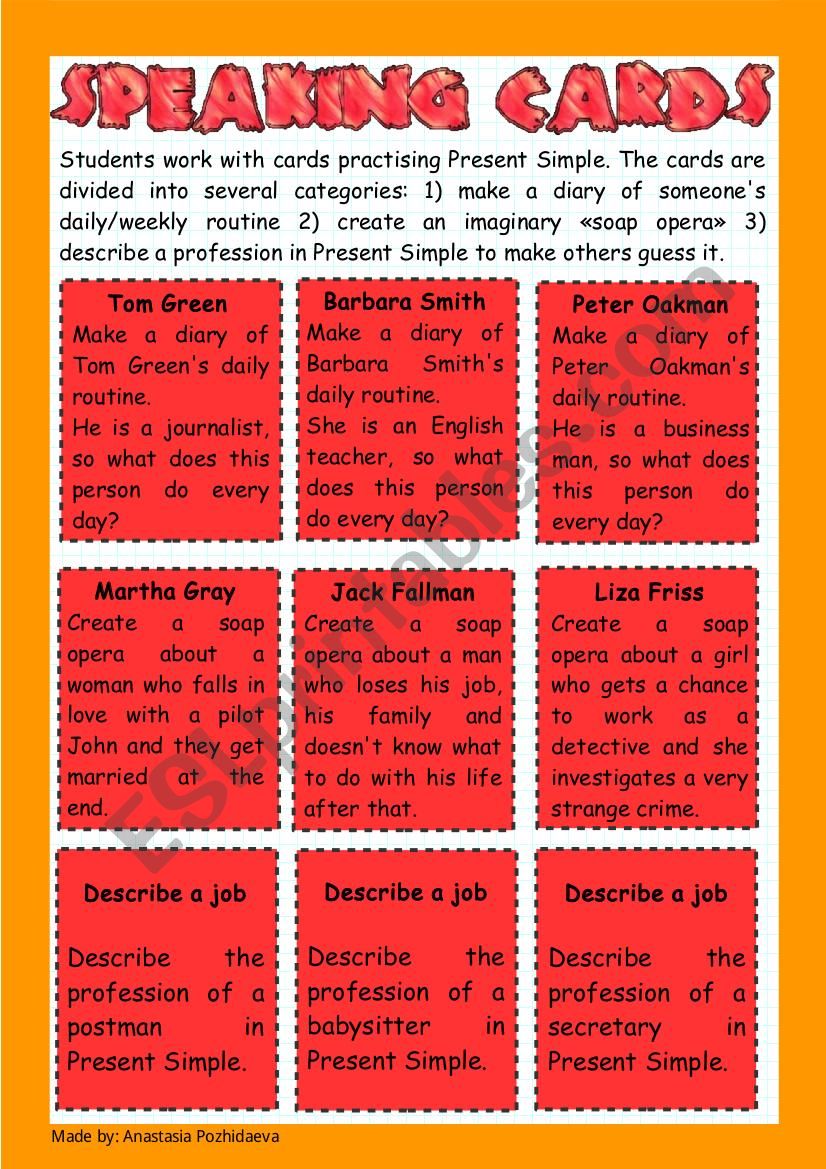 SPEAKING CARDS
Students work with cards practising Present Simple. The cards are
divided into several categories: 1) make a diary of someone's
daily/weekly routine 2) create an imaginary «soap opera» 3)
describe a profession in Present Simple to make others guess it.
Tom Green
Make a diary of
Tom Green's daily
routine.
He is a journalist,
so what does this
person do every
day?
Barbara Smith
Make a diary of
Barbara Smith's
daily routine.
She is an English
teacher, so what
does this person
do every day?
Peter Oakman
Make a diary of
Peter Oakman's
daily routine.
He is a business
man, so what does
this person do
every day?
Martha Gray
Create a soap
opera about a
woman who falls in
love with a pilot
John and they get
married at the
end.
Jack Fallman
Create a soap
opera about a man
who loses his job,
his family and
doesn't know what
to do with his life
after that.
Liza Friss
Create a soap
opera about a girl
who gets a chance
to work as a
detective and she
investigates a very
strange crime.
Describe a job
Describe the
profession of a
postman in
Present Simple.
Describe a job
Describe the
profession of a
babysitter in
Present Simple.
Describe a job
Describe the
profession of a
secretary in
Present Simple.
ESLprintables.com
Made by: Anastasia Pozhidaeva